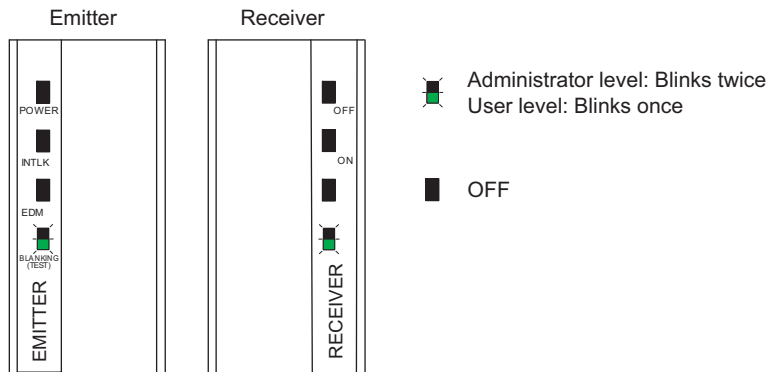 Emitter
Receiver
POWER
INTLK
EDM
BLANKING
(TEST)
EMITTER
OFF
ON
RECEIVER
Administrator level: Blinks twice
User level: Blinks once
OFF